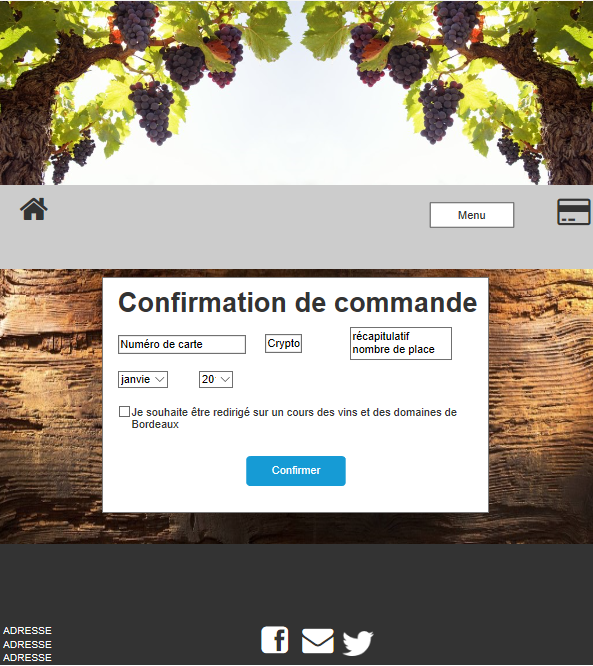 Menu
Confirmation de commande
Numéro de carte
Crypto
récapitulatif
nombre de place
janvie
20
Je souhaite être redirigé sur un cours des vins et des domaines de
Bordeaux
Confirmer
ADRESSE
ADRESSE
ADRESSE